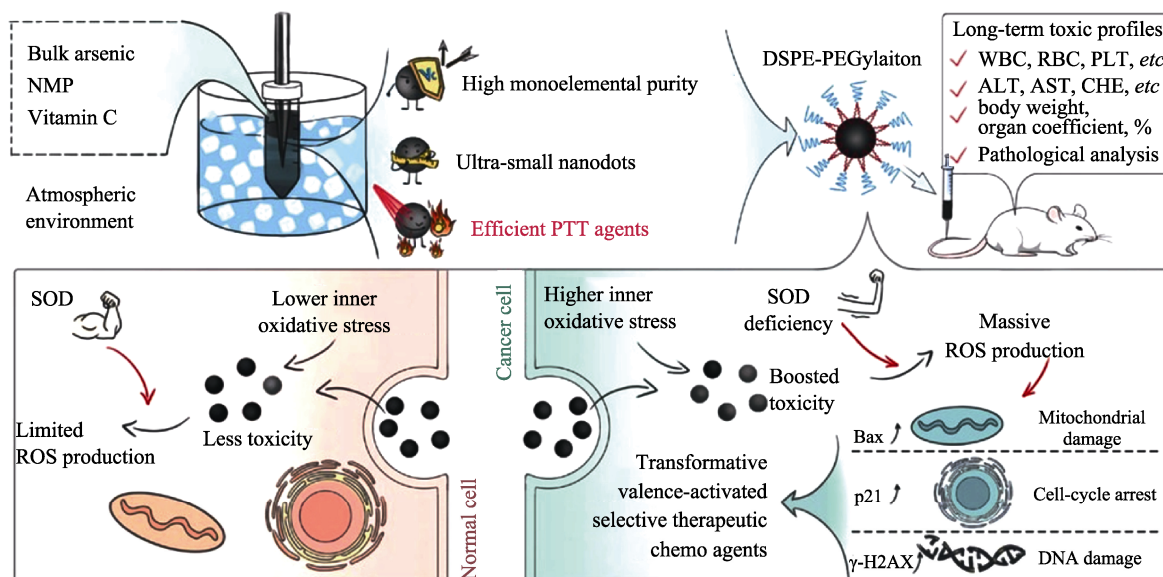 Bulk arsenic
NMP
Vitamin C
Atmospheric
environment
Vc
High monoelemental purity
Ultra-small nanodots
Efficient PTT agents
DSPE-PEGylaiton
Long-term toxic profiles
WBC, RBC, PLT, etc
ALT, AST, CHE, etc
body weight,
organ coefficient, %
Pathological analysis
SOD
Lower inner
oxidative stress
Limited
ROS production
Less toxicity
Normal cell
Cancer cell
Higher inner
oxidative stress
SOD
deficiency
Massive
ROS production
Boosted
toxicity
Transformative
valence-activated
selective therapeutic
chemo agents
Bax
Mitochondrial
damage
p21
Cell-cycle arrest
γ-H2AX
DNA damage